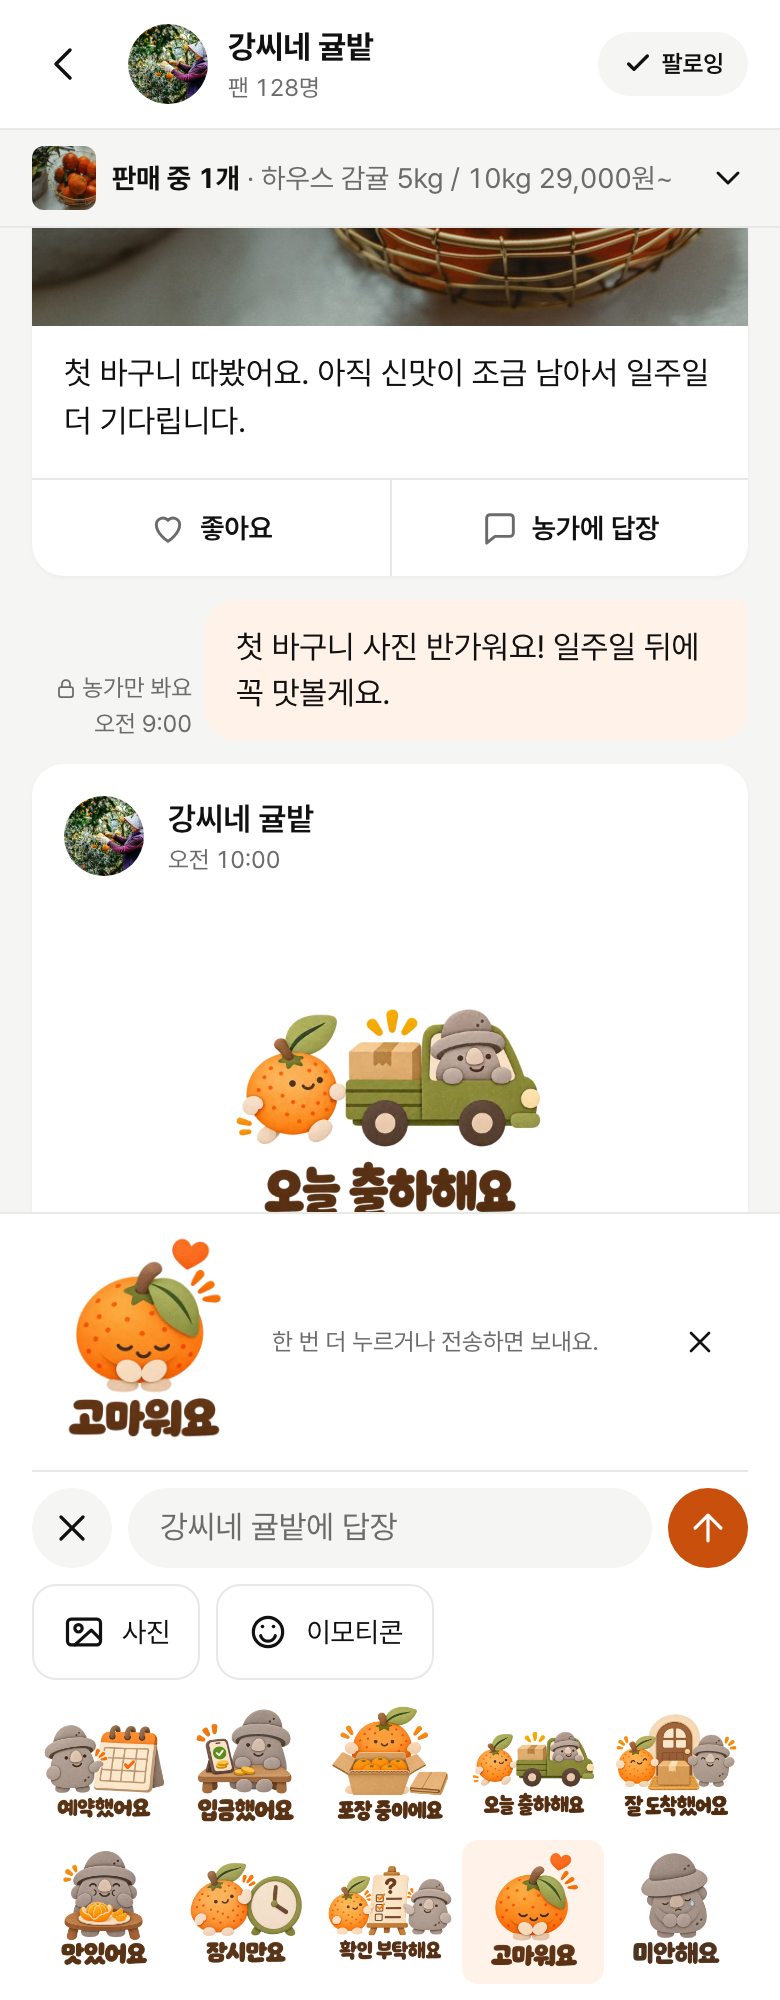 강씨네 귤밭
팬 128명
팔로잉
판매 중 1개 · 하우스 감귤 5kg / 10kg 29,000원~
첫 바구니 따봤어요. 아직 신맛이 조금 남아서 일주일
더 기다립니다.
좋아요
농가에 답장
첫 바구니 사진 반가워요! 일주일 뒤에
꼭 맛볼게요.
농가만 봐요
오전 9:00
강씨네 귤밭
오전 10:00
오늘 출하해요
고마워요
한 번 더 누르거나 전송하면 보내요.
강씨네 귤밭에 답장
사진
이모티콘
예약했어요
입금했어요
포장 중이에요
오늘 출하해요
잘 도착했어요
맛있어요
잠시만요
?
확인 부탁해요
고마워요
미안해요